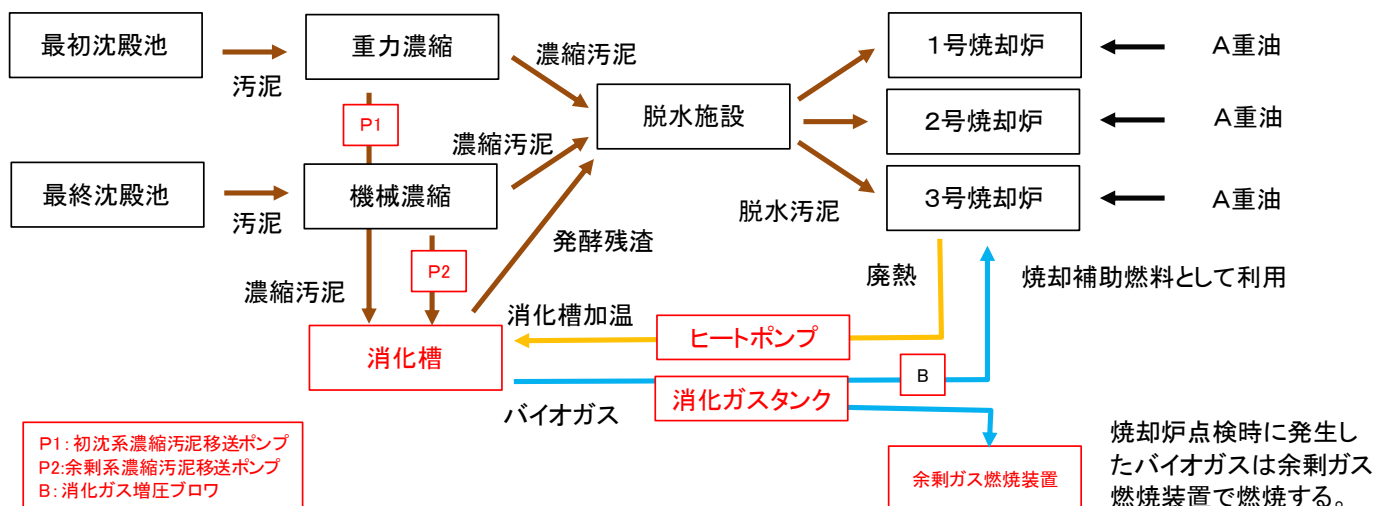 最初沈殿池
重力濃縮
濃縮汚泥
1号焼却炉
A重油
汚泥
P1
脱水施設
2号焼却炉
A重油
濃縮汚泥
最終沈殿池
機械濃縮
3号焼却炉
A重油
汚泥
脱水汚泥
発酵残渣
P2
濃縮汚泥
廃熱
焼却補助燃料として利用
消化槽加温
ヒートポンプ
消化槽
B
消化ガスタンク
バイオガス
P1:初沈系濃縮汚泥移送ポンプ
P2:余剰系濃縮汚泥移送ポンプ
B:消化ガス増圧ブロワ
余剰ガス燃焼装置
焼却炉点検時に発生し
たバイオガスは余剰ガス
燃焼装置で燃焼する。